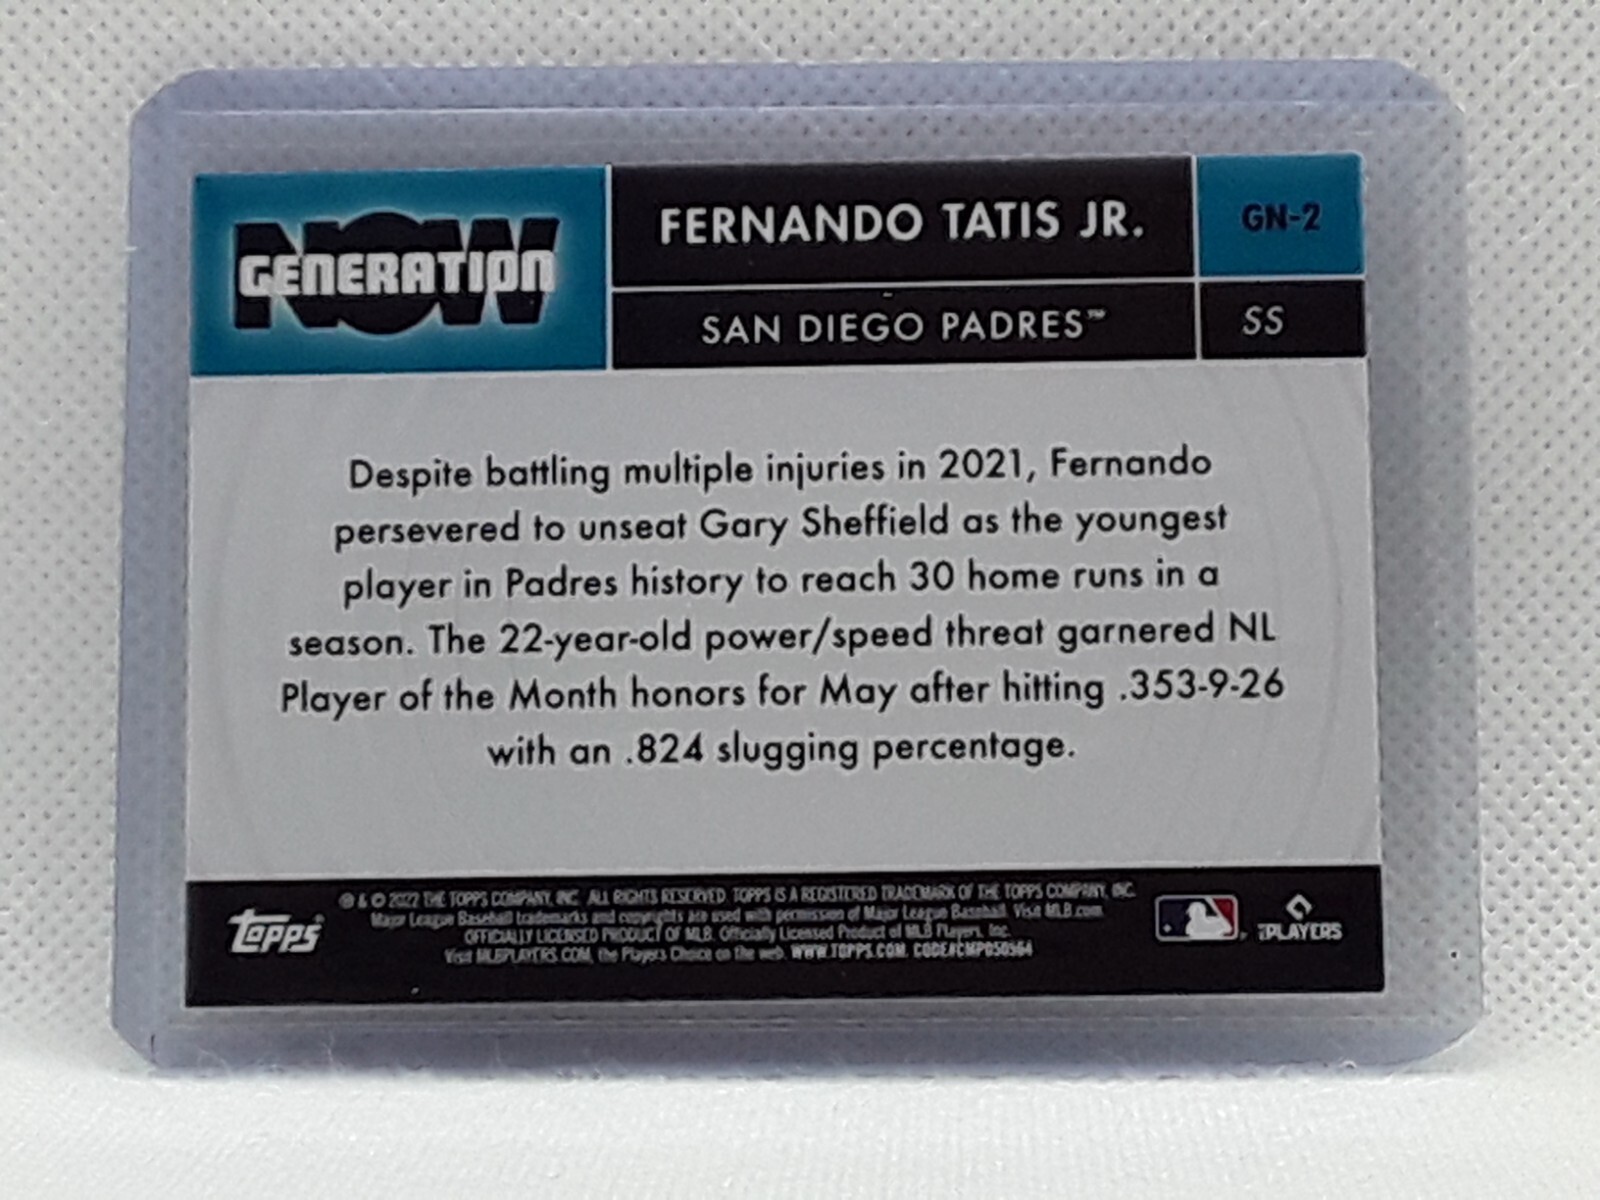 NOW
GENERATION
FERNANDO TATIS JR.
GN-2
SAN DIEGO PADRES™
SS
Despite battling multiple injuries in 2021, Fernando
persevered to unseat Gary Sheffield as the youngest
player in Padres history to reach 30 home runs in a
season. The 22-year-old power/speed threat garnered NL
Player of the Month honors for May after hitting .353-9-26
with an .824 slugging percentage.
topps
® & © 2022 THE TOPPS COMPANY, INC. ALL RIGHTS RESERVED. TOPPS IS A REGISTERED TRADEMARK OF THE TOPPS COMPANY, INC.
Major League Baseball trademarks and copyrights are used with permission of Major League Baseball. Visit MLB.com.
OFFICIALLY LICENSED PRODUCT OF MLB. Officially Licensed Product of MLB Players, Inc.
Visit MLBPLAYERS.COM, the Players Choice on the web. WWW.TOPPS.COM. CODE#CMP050564
PLAYERS